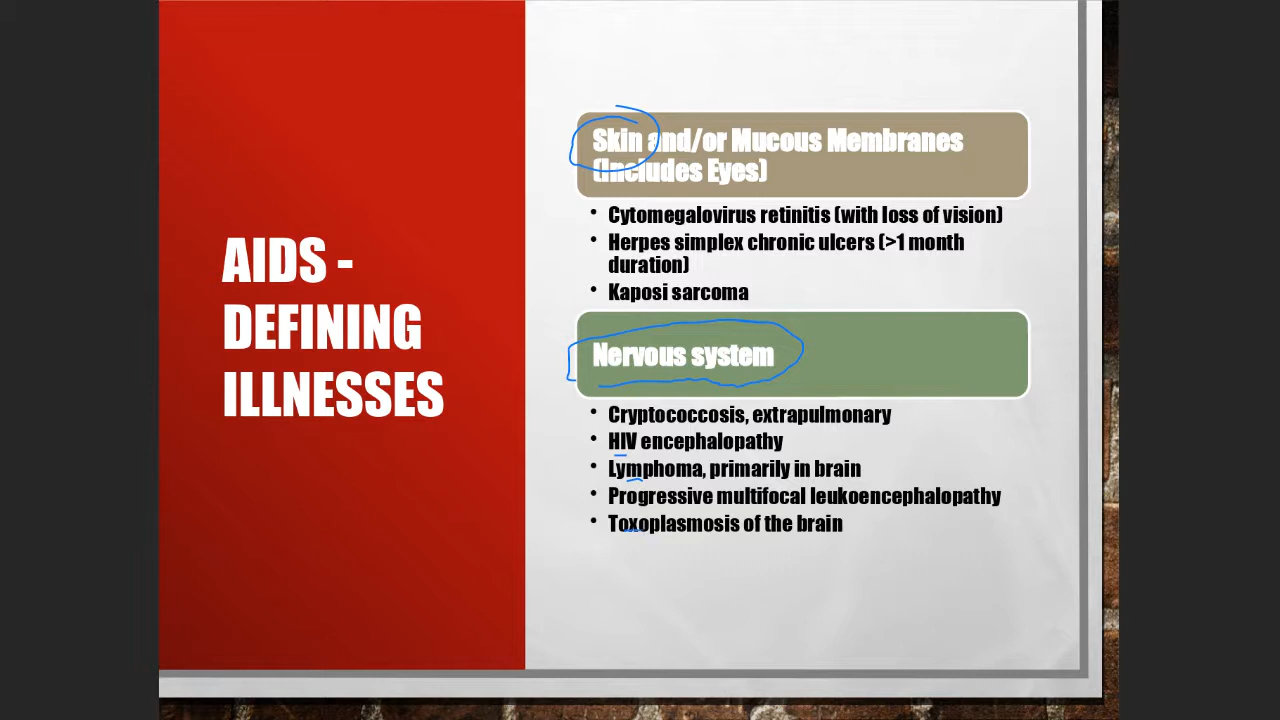 AIDS -
DEFINING
ILLNESSES
Skin and/or Mucous Membranes
(Includes Eyes)
• Cytomegalovirus retinitis (with loss of vision)
• Herpes simplex chronic ulcers (>1 month
duration)
• Kaposi sarcoma
Nervous system
• Cryptococcosis, extrapulmonary
• HIV encephalopathy
• Lymphoma, primarily in brain
• Progressive multifocal leukoencephalopathy
• Toxoplasmosis of the brain